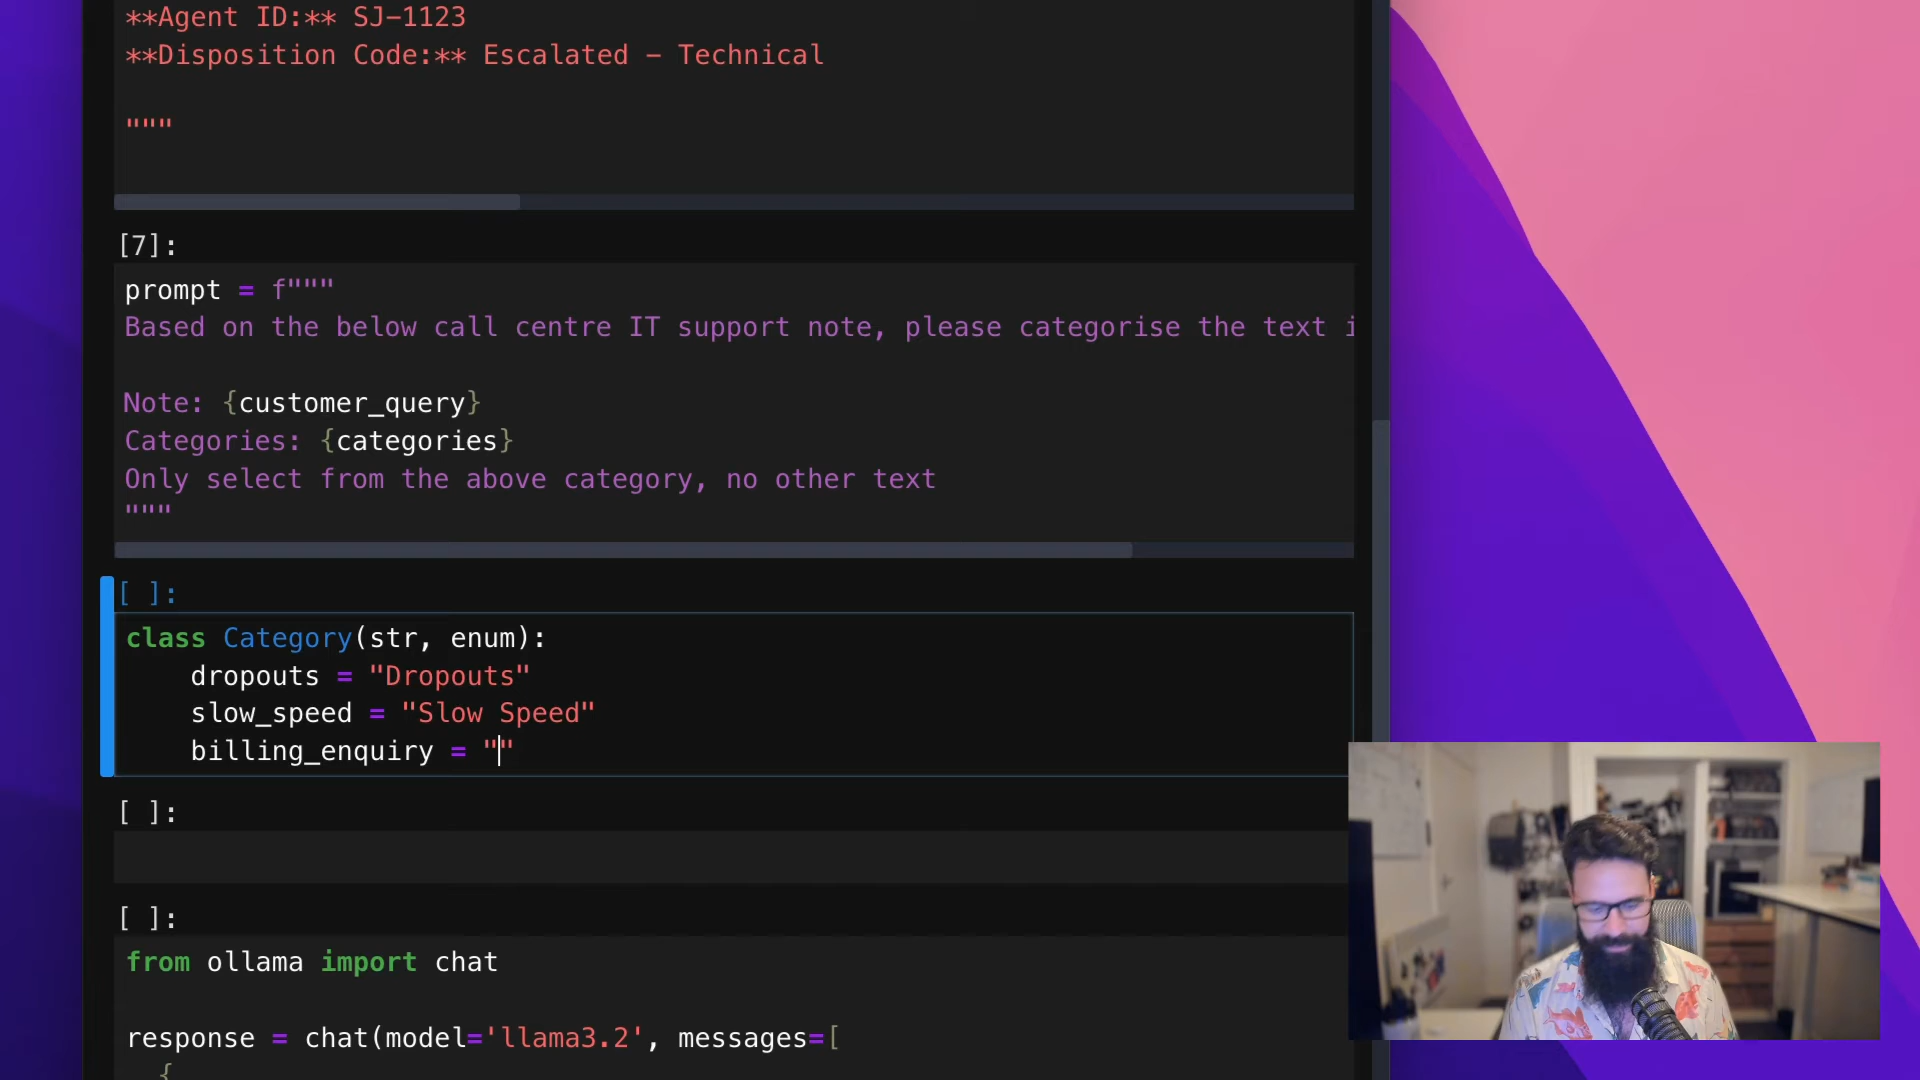 **Agent ID:** SJ-1123
**Disposition Code:** Escalated - Technical
"""
[7]:
prompt = f"""
Based on the below call centre IT support note, please categorise the text i
Note: {customer_query}
Categories: {categories}
Only select from the above category, no other text
"""
[ ]:
class Category(str, enum):
    dropouts = "Dropouts"
    slow_speed = "Slow Speed"
    billing_enquiry = ""
[ ]:
[ ]:
from ollama import chat
response = chat(model='llama3.2', messages=[
  {